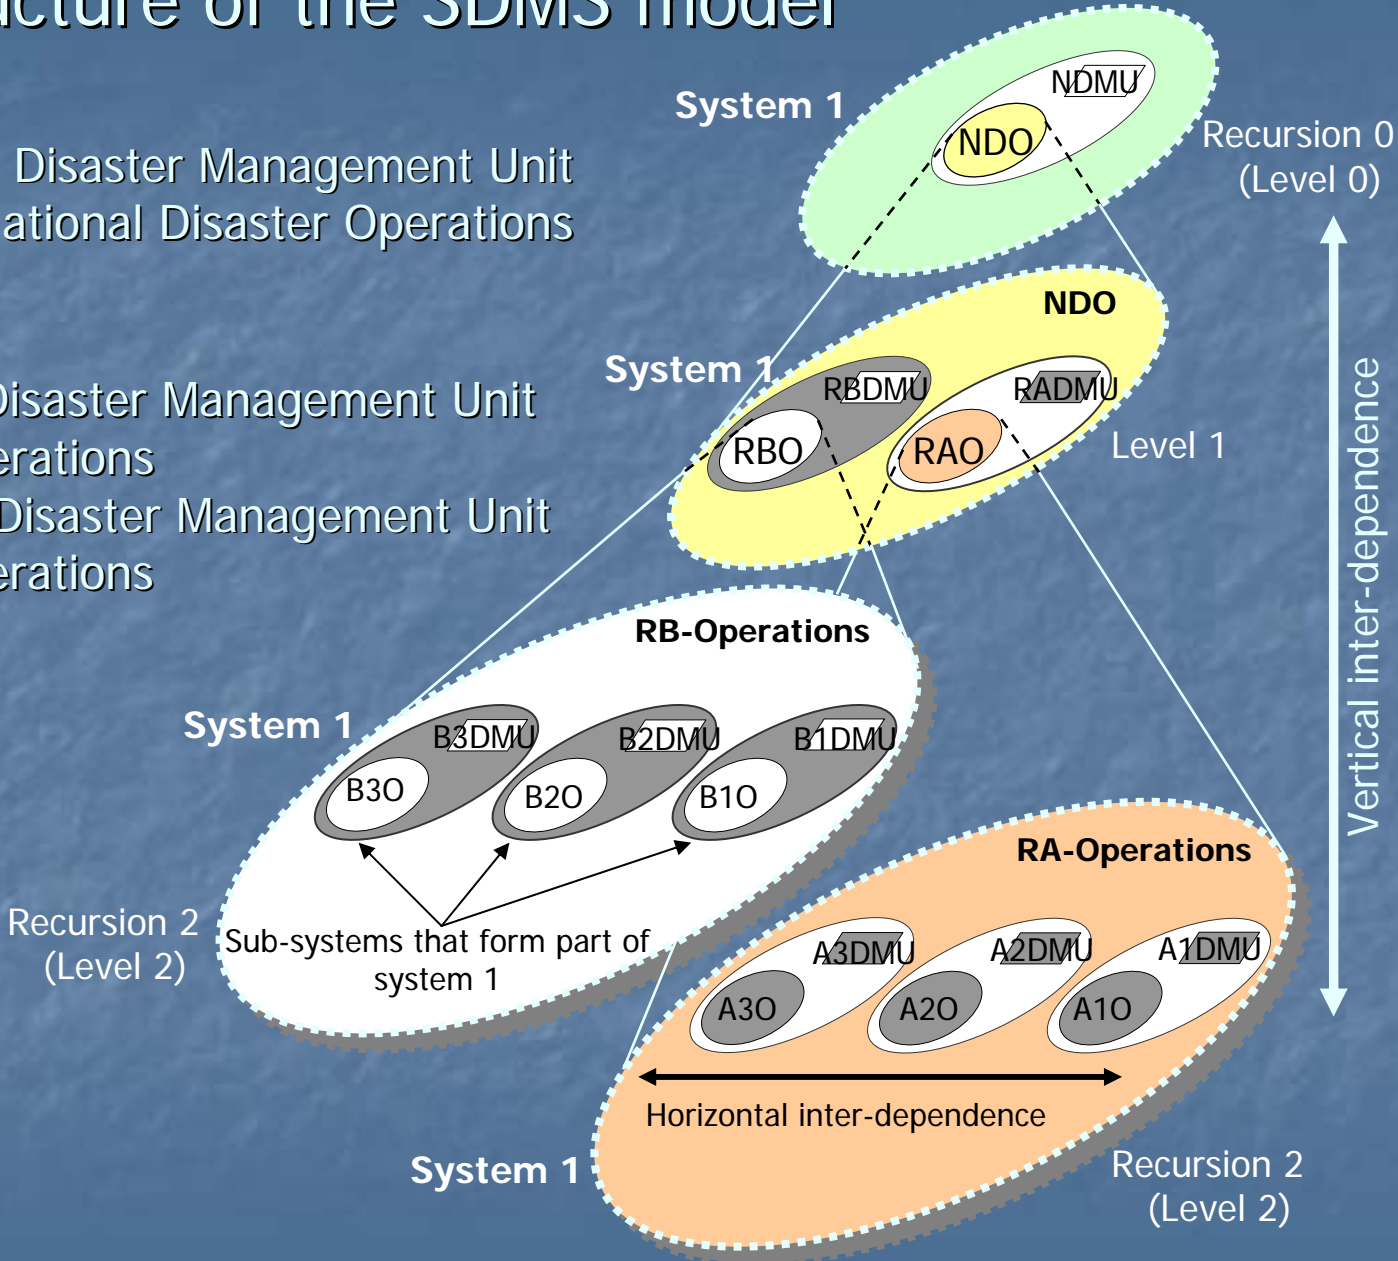 ucture of the SDMS model
System 1
NDMU
NDO
Recursion 0
(Level 0)
Disaster Management Unit
ational Disaster Operations
NDO
System 1
RBDMU
RADMU
RBO
RAO
Level 1
Disaster Management Unit
erations
Disaster Management Unit
erations
Vertical inter-dependence
RB-Operations
System 1
B3DMU
B2DMU
B1DMU
B3O
B2O
B1O
Sub-systems that form part of
system 1
Recursion 2
(Level 2)
RA-Operations
A3DMU
A2DMU
A1DMU
A3O
A2O
A1O
Horizontal inter-dependence
System 1
Recursion 2
(Level 2)